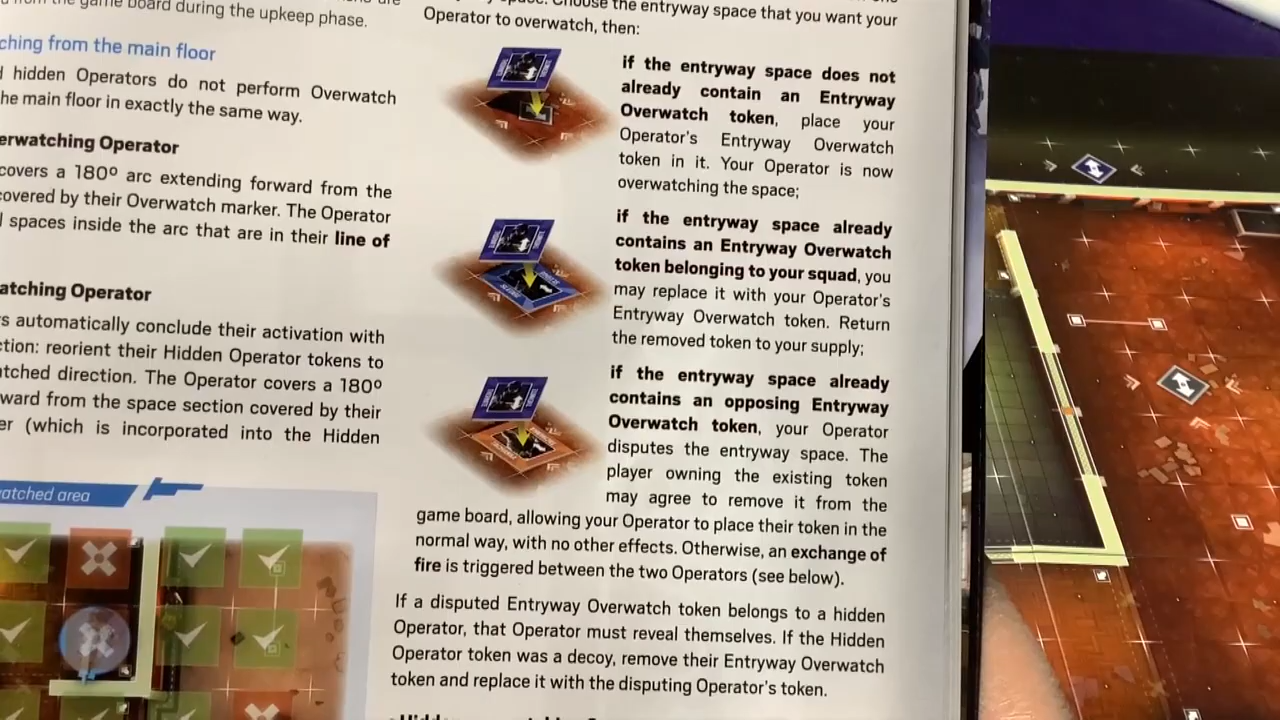 from the game board during the upkeep phase.
ching from the main floor
hidden Operators do not perform Overwatch
he main floor in exactly the same way.
erwatching Operator
covers a 180º arc extending forward from the
covered by their Overwatch marker. The Operator
spaces inside the arc that are in their line of
atching Operator
s automatically conclude their activation with
ction: reorient their Hidden Operator tokens to
atched direction. The Operator covers a 180º
ward from the space section covered by their
er (which is incorporated into the Hidden
atched area
space. Choose the entryway space that you want your
Operator to overwatch, then:
if the entryway space does not
already contain an Entryway
Overwatch token, place your
Operator's Entryway Overwatch
token in it. Your Operator is now
overwatching the space;
if the entryway space already
contains an Entryway Overwatch
token belonging to your squad, you
may replace it with your Operator's
Entryway Overwatch token. Return
the removed token to your supply;
if the entryway space already
contains an opposing Entryway
Overwatch token, your Operator
disputes the entryway space. The
player owning the existing token
may agree to remove it from the
game board, allowing your Operator to place their token in the
normal way, with no other effects. Otherwise, an exchange of
fire is triggered between the two Operators (see below).
If a disputed Entryway Overwatch token belongs to a hidden
Operator, that Operator must reveal themselves. If the Hidden
Operator token was a decoy, remove their Entryway Overwatch
token and replace it with the disputing Operator's token.